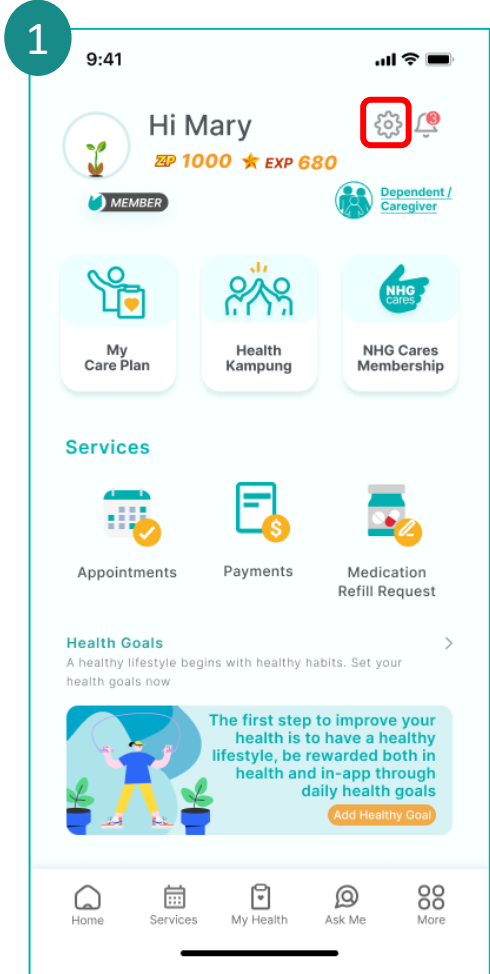 1
9:41
Hi Mary
3
ZP 1000 EXP 680
MEMBER
Dependent /
Caregiver
NHG
cares
My
Care Plan
Health
Kampung
NHG Cares
Membership
Services
$
Appointments
Payments
Medication
Refill Request
Health Goals
A healthy lifestyle begins with healthy habits. Set your
health goals now
The first step to improve your
health is to have a healthy
lifestyle, be rewarded both in
health and in-app through
daily health goals
Add Healthy Goal
Home
Services
My Health
Ask Me
More